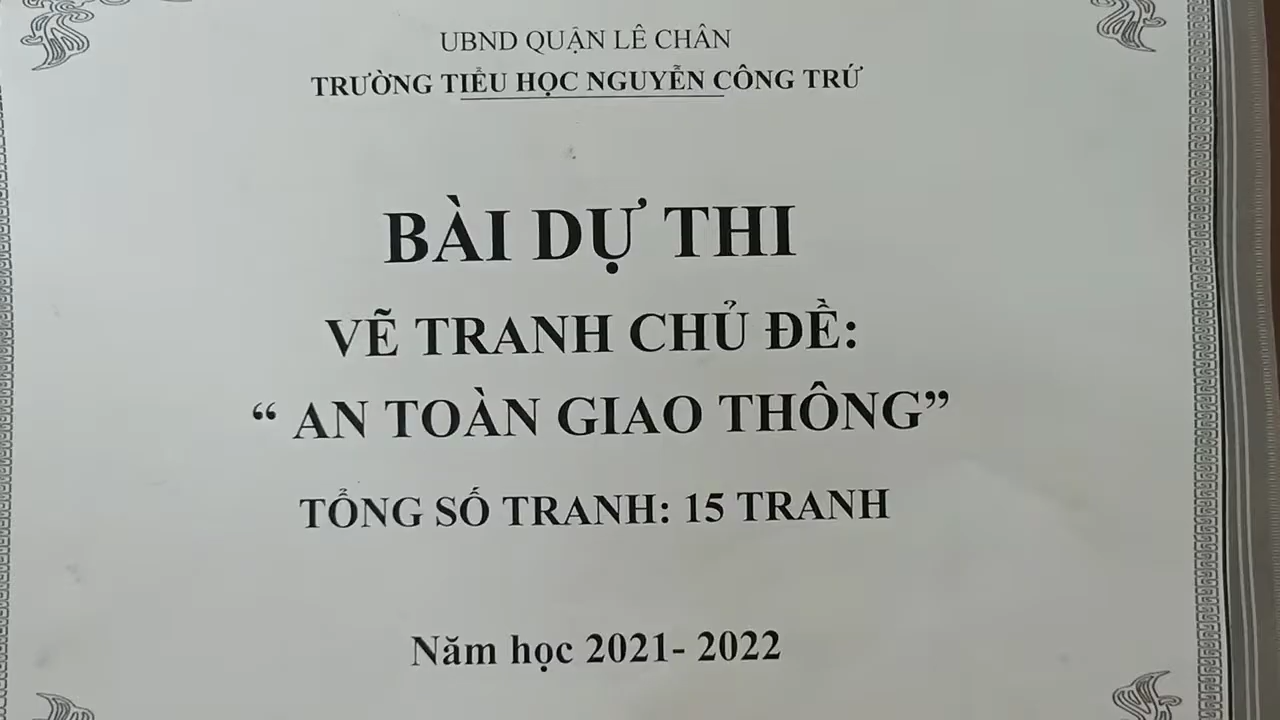 UBND QUẬN LÊ CHÂN
TRƯỜNG TIỂU HỌC NGUYỄN CÔNG TRỨ
BÀI DỰ THI
VẼ TRANH CHỦ ĐỀ:
“ AN TOÀN GIAO THÔNG”
TỔNG SỐ TRANH: 15 TRANH
Năm học 2021- 2022